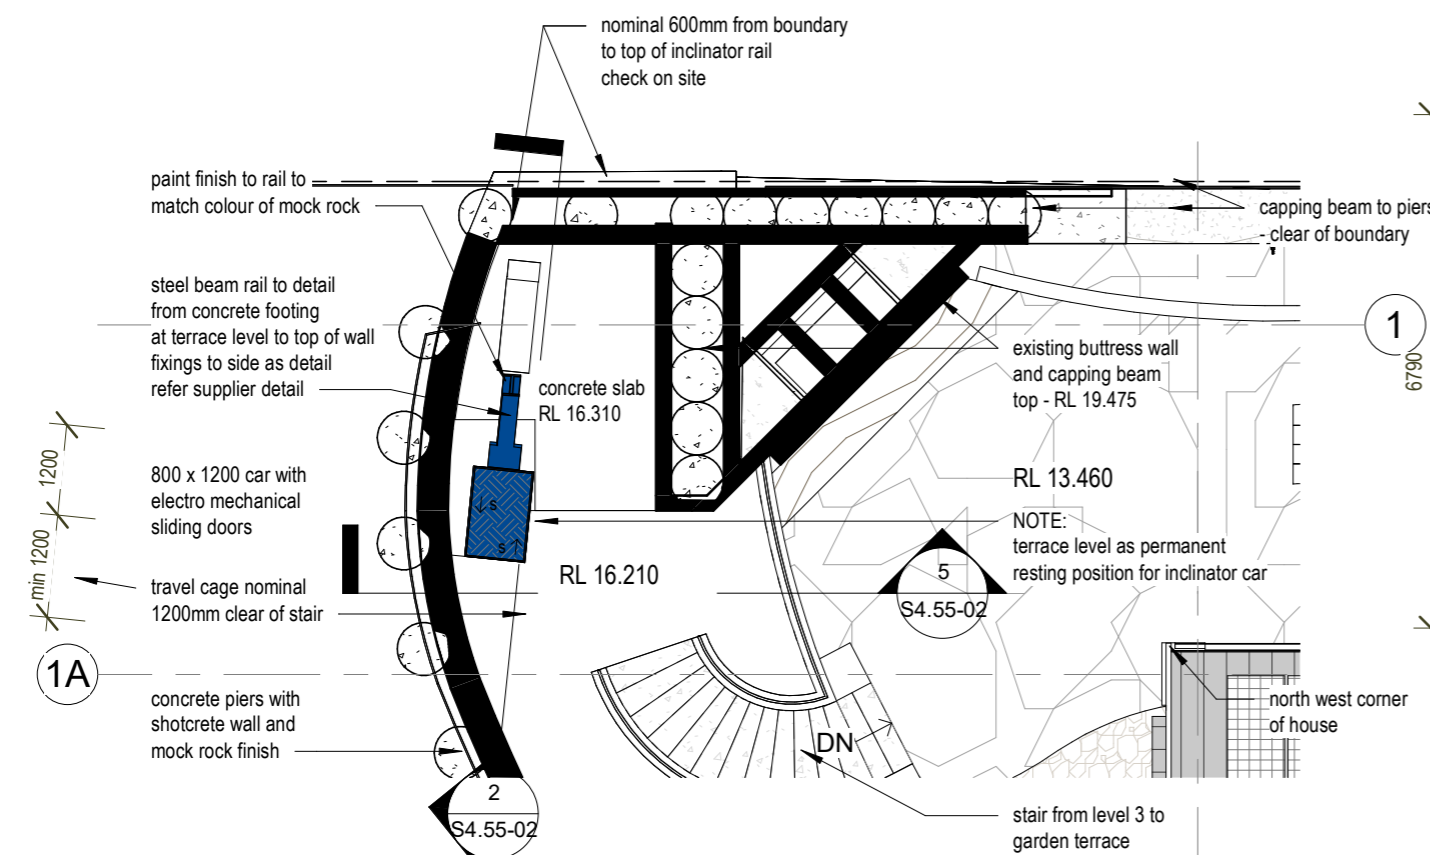 nominal 600mm from boundary
to top of inclinator rail
check on site
paint finish to rail to
match colour of mock rock
capping beam to piers
- clear of boundary
steel beam rail to detail
from concrete footing
at terrace level to top of wall
fixings to side as detail
refer supplier detail
1
6790
existing buttress wall
and capping beam
top - RL 19.475
concrete slab
RL 16.310
1200
min 1200
800 x 1200 car with
electro mechanical
sliding doors
s
s
RL 13.460
NOTE:
terrace level as permanent
resting position for inclinator car
RL 16.210
5
S4.55-02
travel cage nominal
1200mm clear of stair
1A
concrete piers with
shotcrete wall and
mock rock finish
north west corner
of house
DN
2
S4.55-02
stair from level 3 to
garden terrace